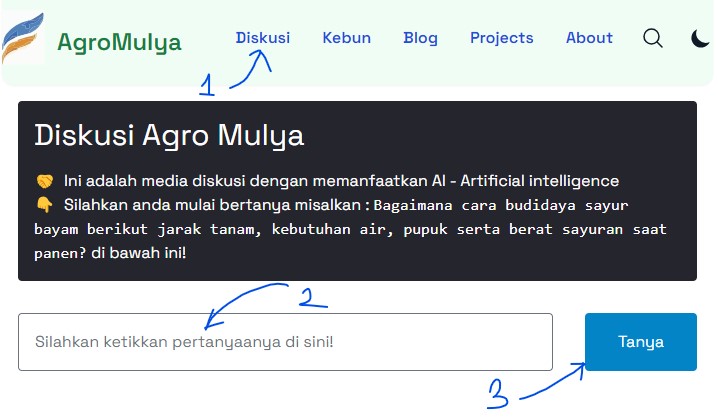 AgroMulya Diskusi Kebun Blog Projects About
1
Diskusi Agro Mulya
🤝 Ini adalah media diskusi dengan memanfaatkan AI - Artificial intelligence
👇 Silahkan anda mulai bertanya misalkan : Bagaimana cara budidaya sayur
bayam berikut jarak tanam, kebutuhan air, pupuk serta berat sayuran saat
panen? di bawah ini!
2
Silahkan ketikkan pertanyaanya di sini! Tanya
3